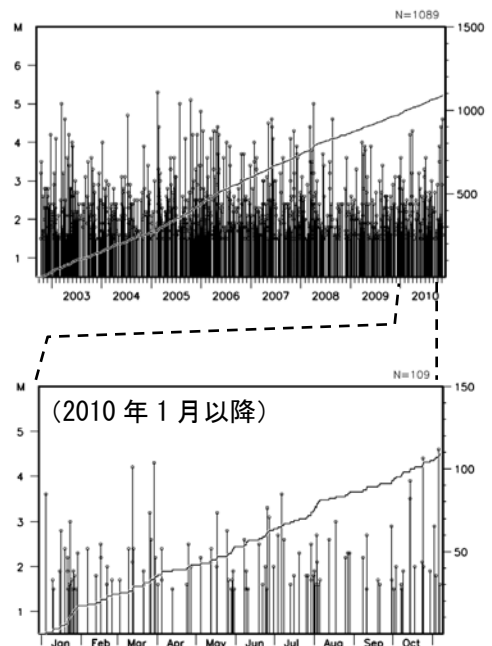 N=1089
M
1500
6
5
1000
4
3
500
2
1
2003 2004 2005 2006 2007 2008 2009 2010
N=109
M
150
(2010 年 1 月以降)
5
4
100
3
50
2
1
Jan Feb Mar Apr May Jun Jul Aug Sep Oct